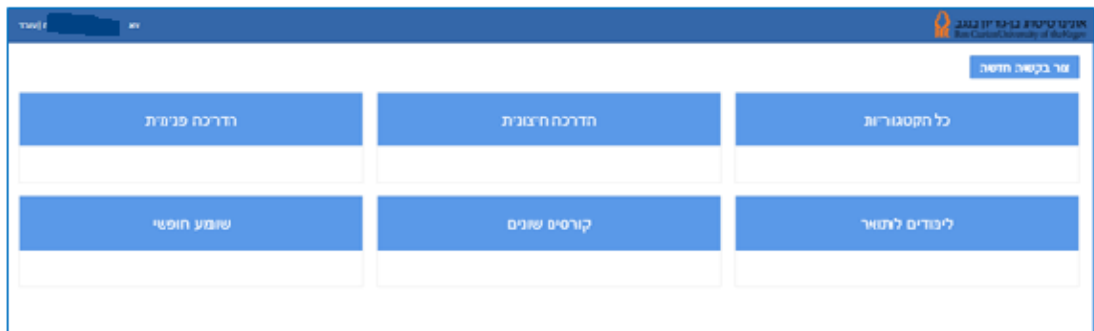 אוניברסיטת בן-גוריון בנגב
Ben-Gurion University of the Negev
צור בקשה חדשה
כל הקטגוריות
הדרכה חיצונית
הדרכה פנימית
לימודים לתואר
קורסים שונים
שומע חופשי